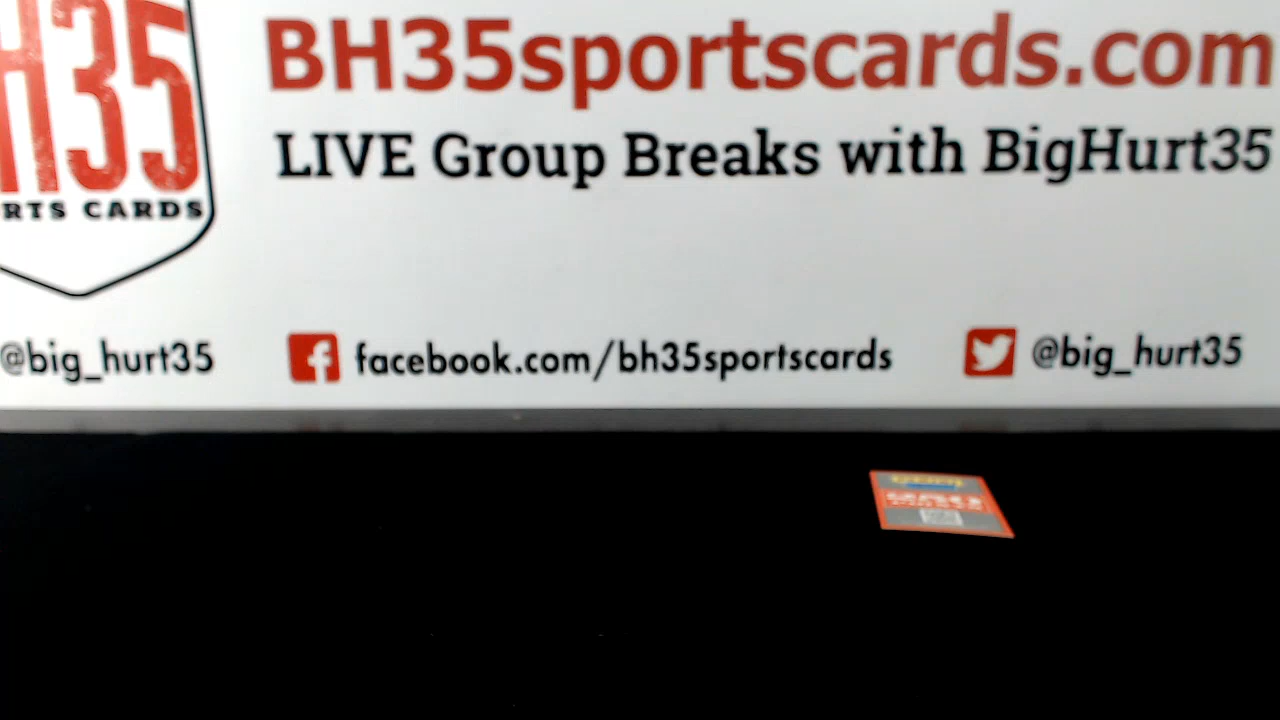 H35
RTS CARDS
BH35sportscards.com
LIVE Group Breaks with BigHurt35
@big_hurt35
facebook.com/bh35sportscards
@big_hurt35